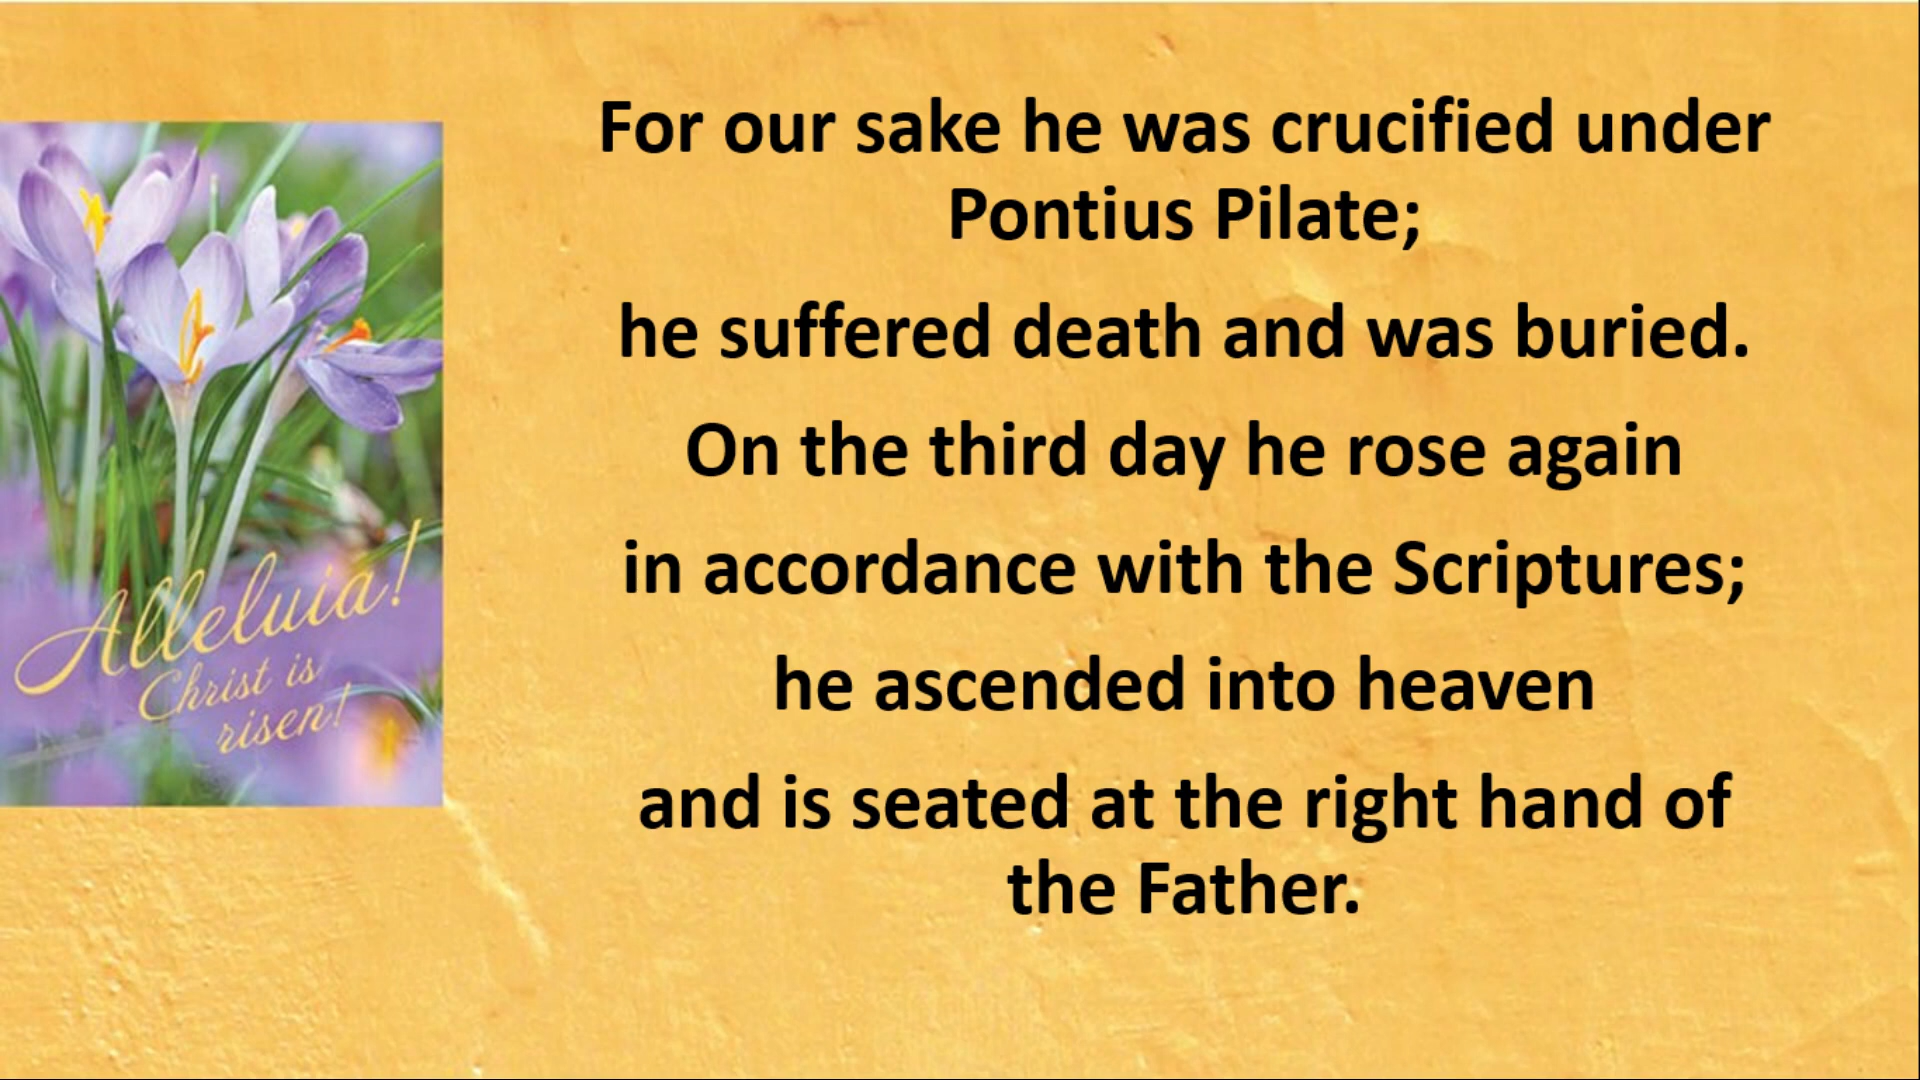 For our sake he was crucified under
Pontius Pilate;
he suffered death and was buried.
On the third day he rose again
in accordance with the Scriptures;
he ascended into heaven
and is seated at the right hand of
the Father.
Alleluia!
Christ is
risen!